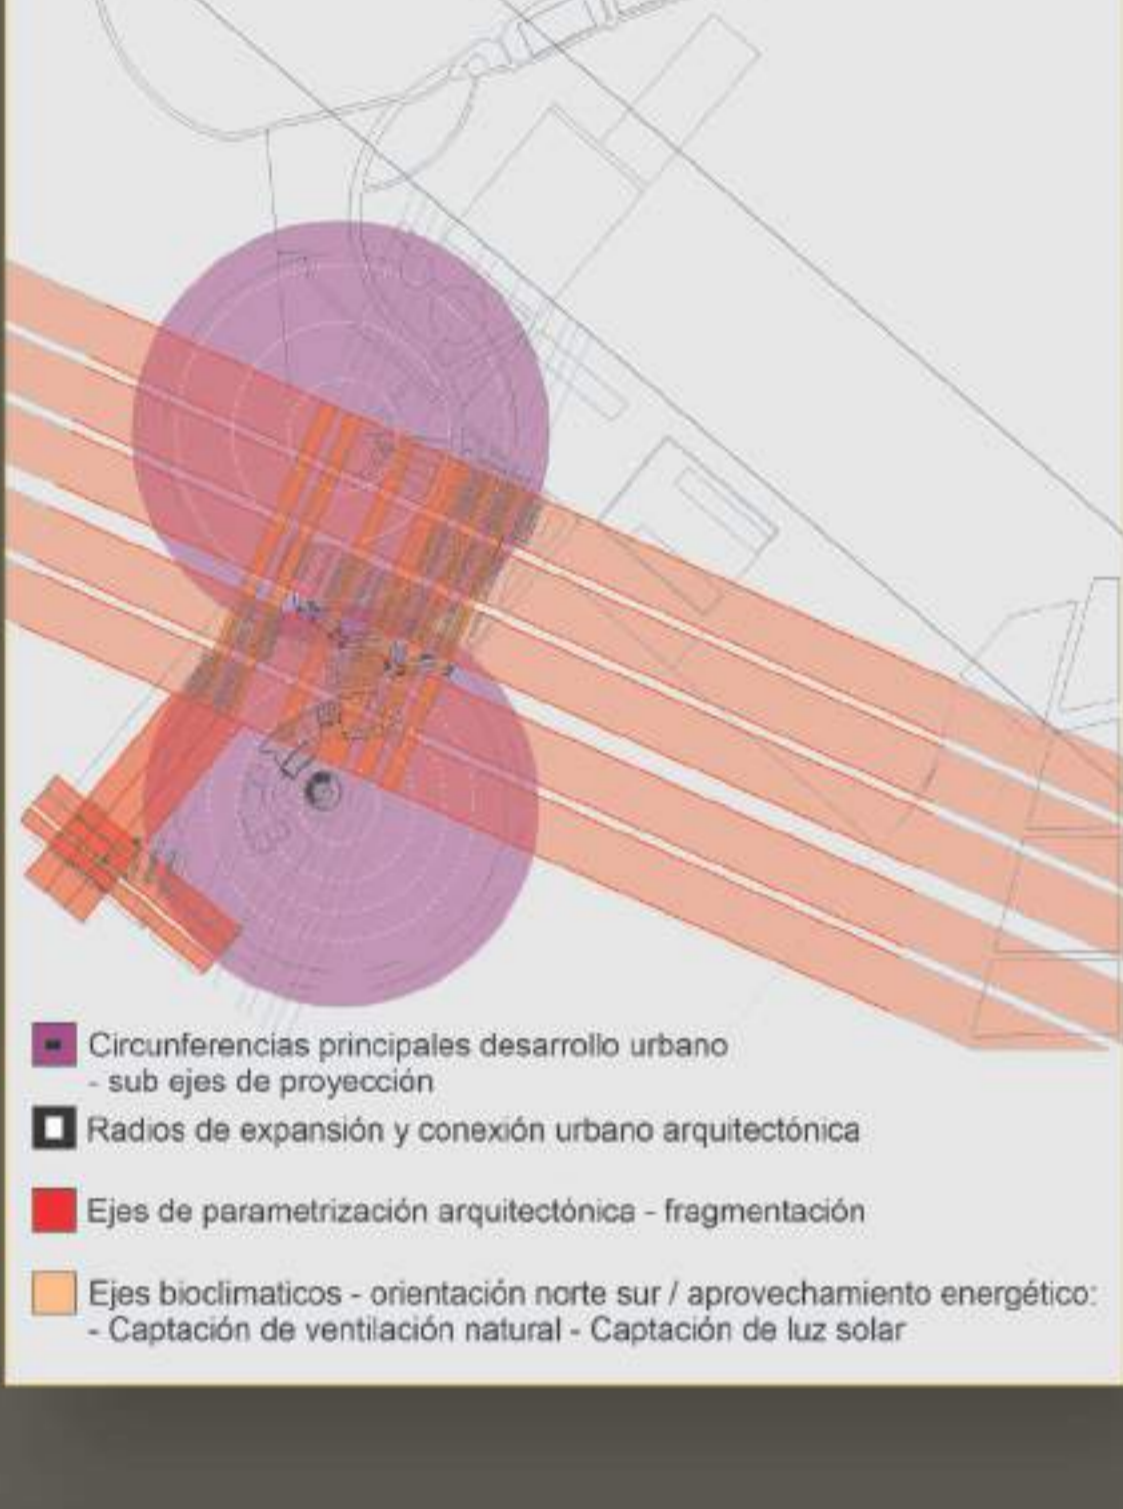 Circunferencias principales desarrollo urbano
- sub ejes de proyección
Radios de expansión y conexión urbano arquitectónica
Ejes de parametrización arquitectónica - fragmentación
Ejes bioclimaticos - orientación norte sur / aprovechamiento energético:
- Captación de ventilación natural - Captación de luz solar